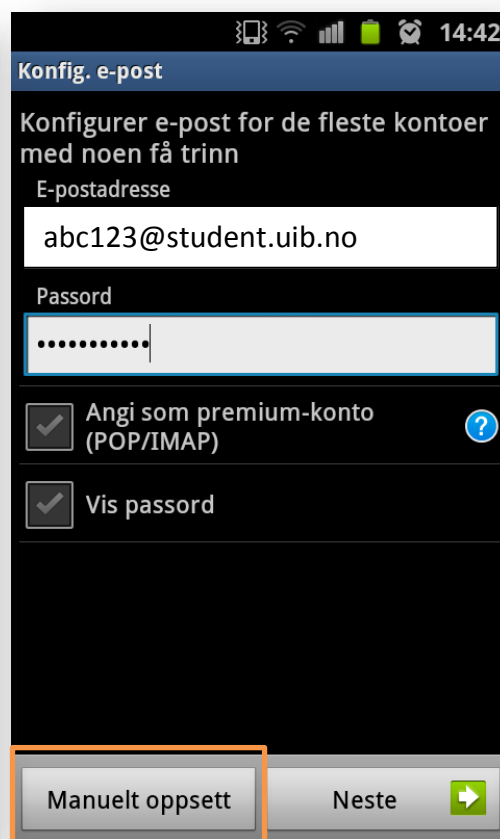 14:42
Konfig. e-post
Konfigurer e-post for de fleste kontoer
med noen få trinn
E-postadresse
abc123@student.uib.no
Passord
•••••••••••
Angi som premium-konto
(POP/IMAP)
?
Vis passord
Manuelt oppsett
Neste